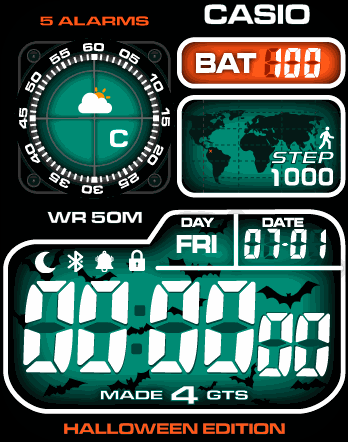 5 ALARMS
CASIO
BAT 100
60
55
05
50
10
45
15
40
20
35
25
30
C
STEP
1000
WR 50M
DAY
DATE
FRI
07-01
00:00 00
MADE 4 GTS
HALLOWEEN EDITION